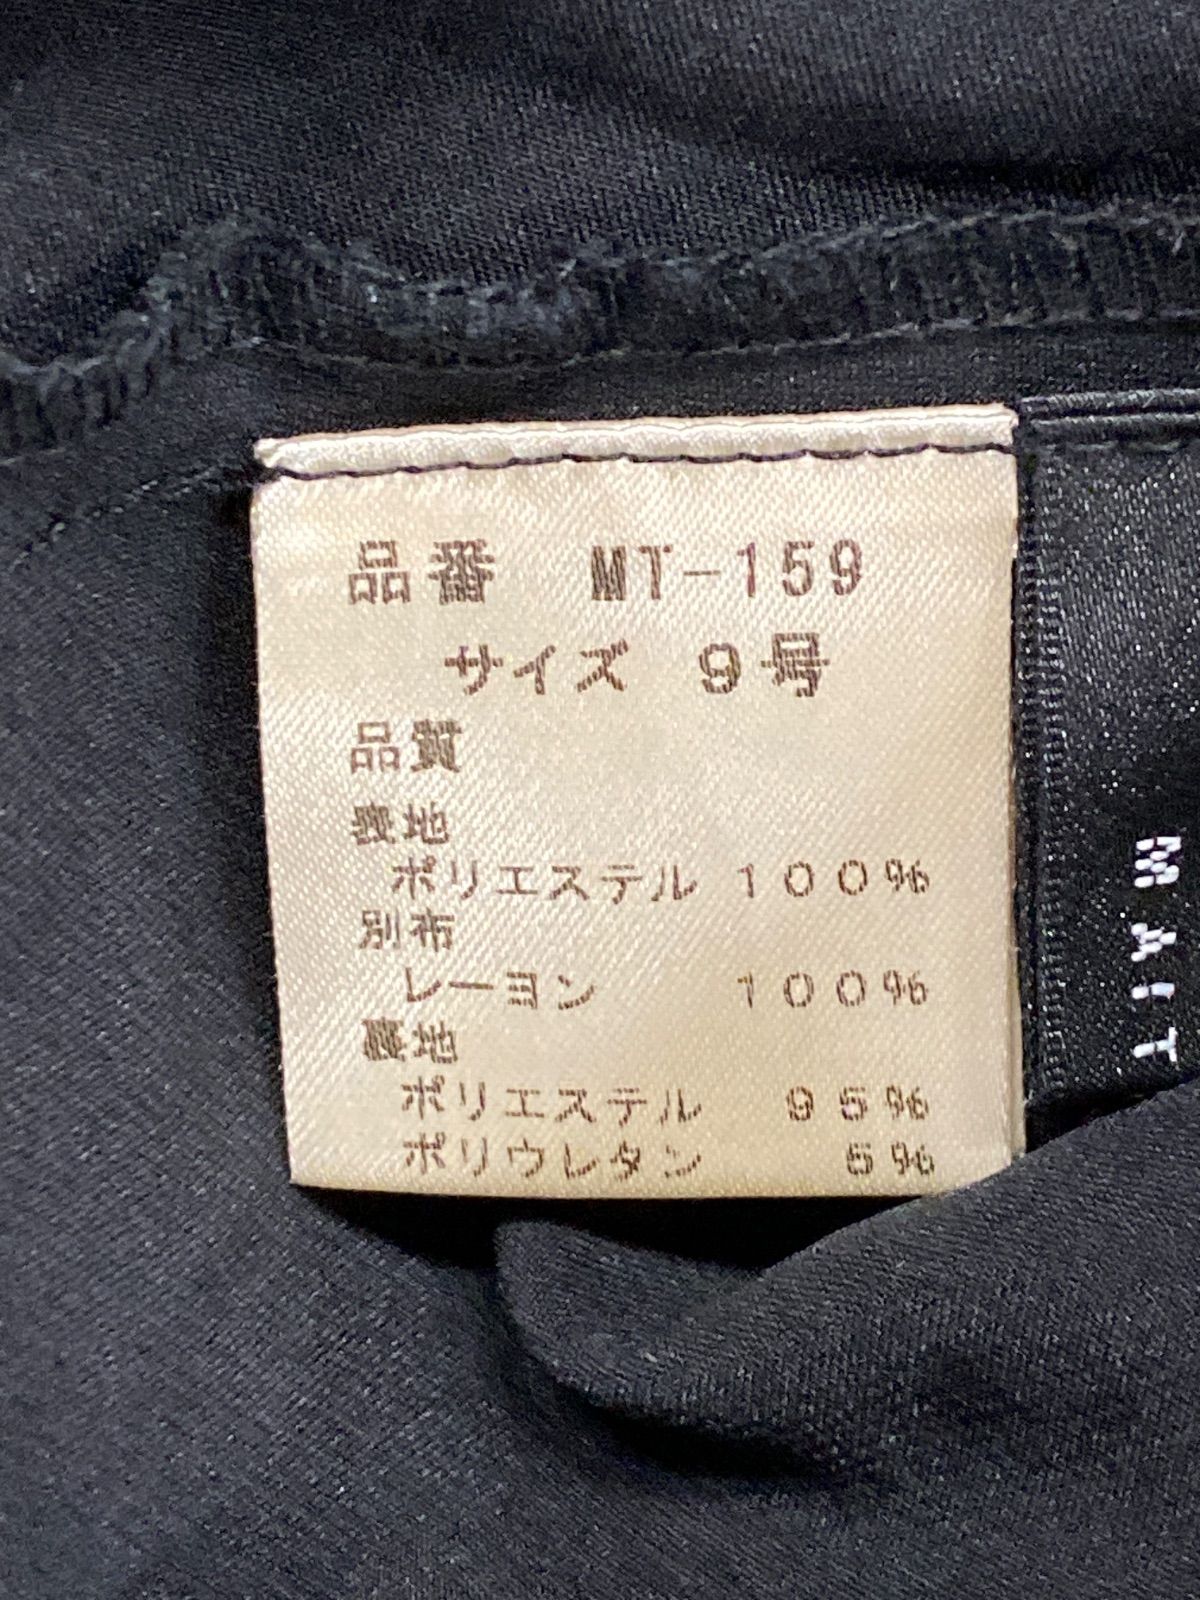 品番 MT-159
サイズ 9号
品質
表地
ポリエステル 100%
別布
レーヨン 100%
裏地
ポリエステル 95%
ポリウレタン 5%
MAIT